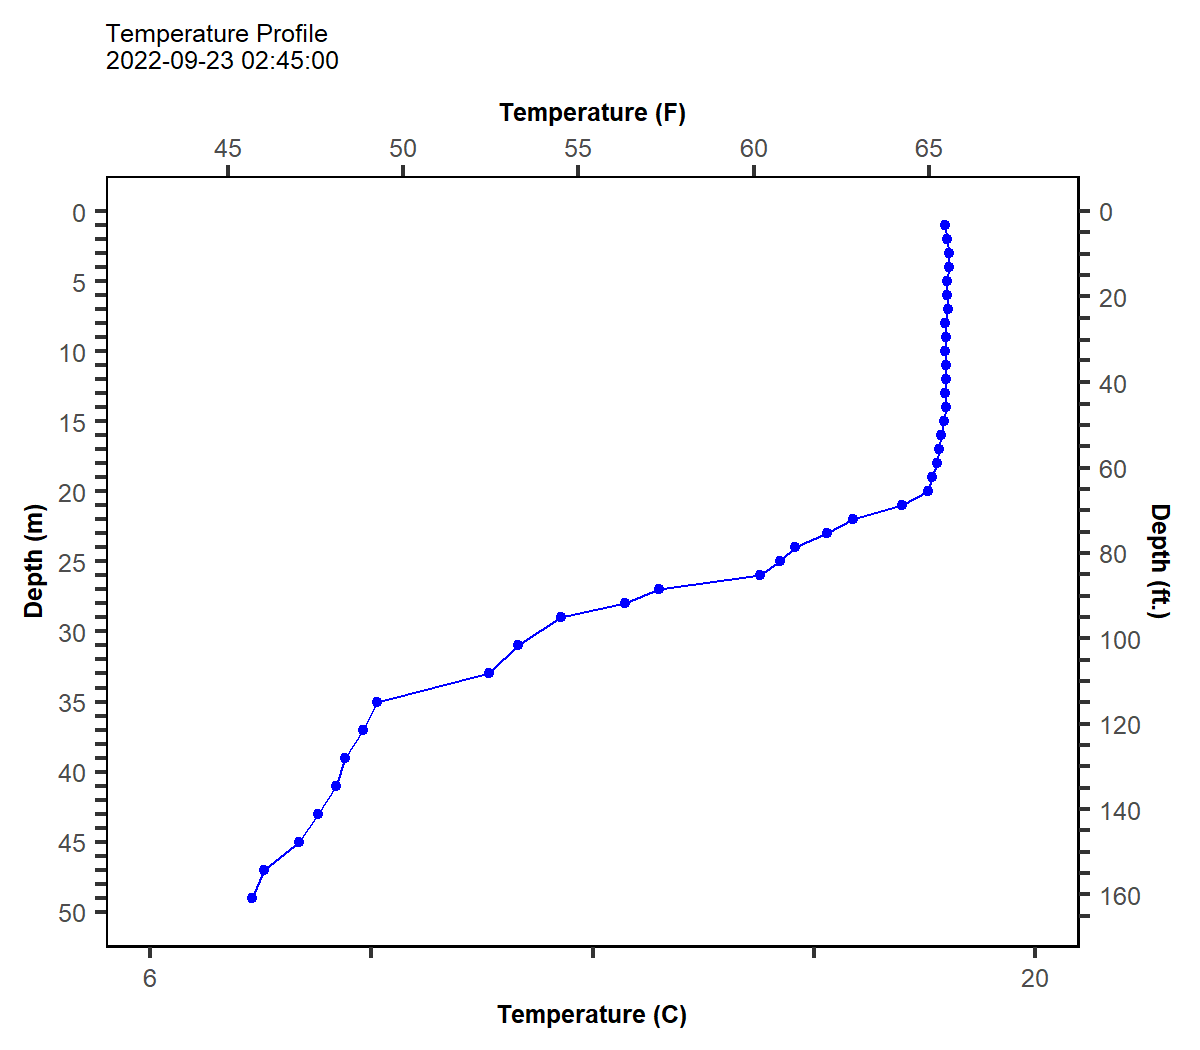 Temperature Profile
2022-09-23 02:45:00
Temperature (F)
45 50 55 60 65
0 0
5 20
10 40
15 60
20 80
25 100
30 120
35 140
40 160
45
50
Depth (m)
Depth (ft.)
6 20
Temperature (C)